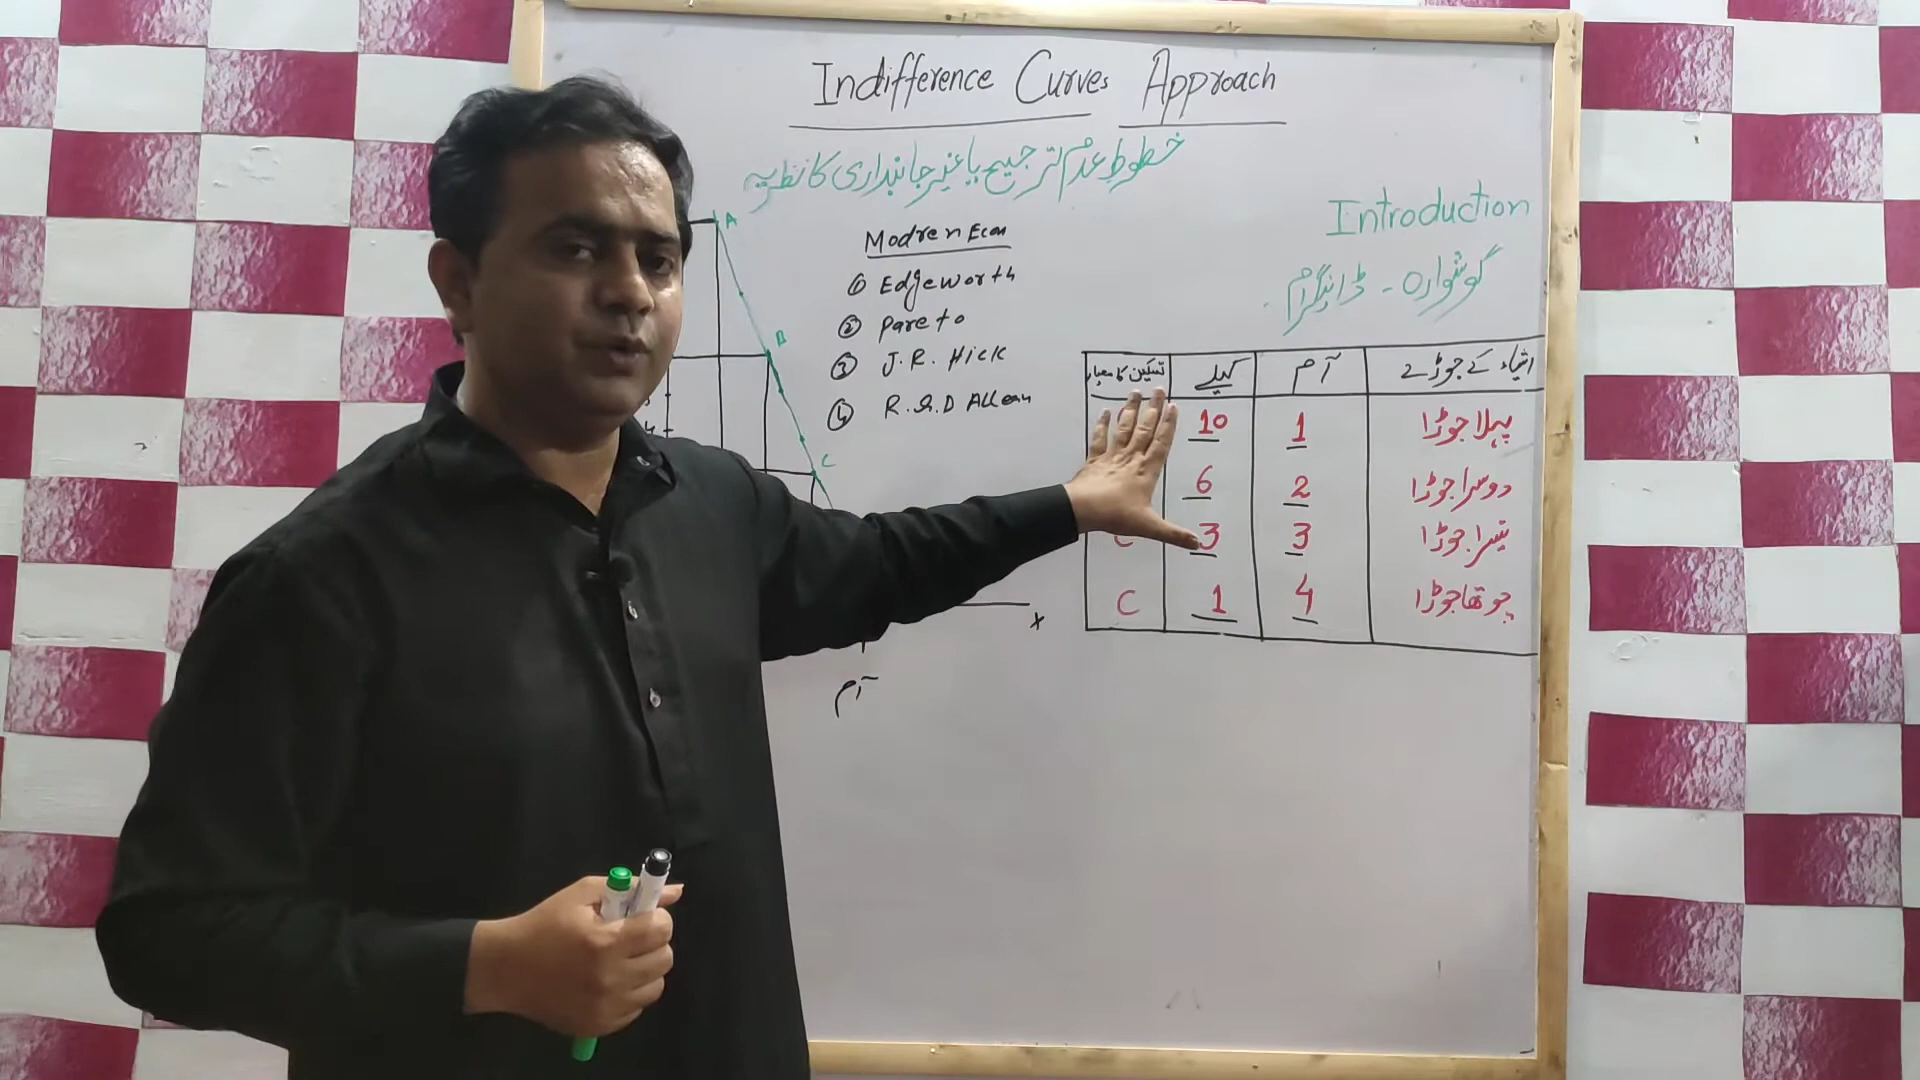 Indifference Curves Approach
خطوطِ عدم ترجیح یا غیر جانبداری کا نظریہ
Introduction
گوشوارہ - ڈائیگرام
Modren Econ
① Edgeworth
② Pareto
③ J.R. Hick
④ R.G.D Allean
A
B
C
4
x
آم
اشیاء کے جوڑے آم کیلے تسکین کا معیار
پہلا جوڑا 1 10
دوسرا جوڑا 2 6
تیسرا جوڑا 3 3 C
چوتھا جوڑا 4 1 C